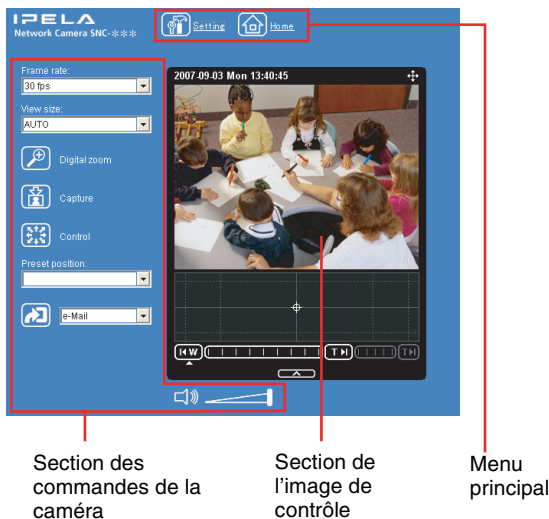 IPELA
Network Camera SNC-✻✻✻
Setting
Home
Frame rate:
30 fps
View size:
AUTO
Digital zoom
Capture
Control
Preset position:
e-Mail
2007-09-03 Mon 13:40:45
W
T
T
Section des
commandes de la
caméra
Section de
l'image de
contrôle
Menu
principal